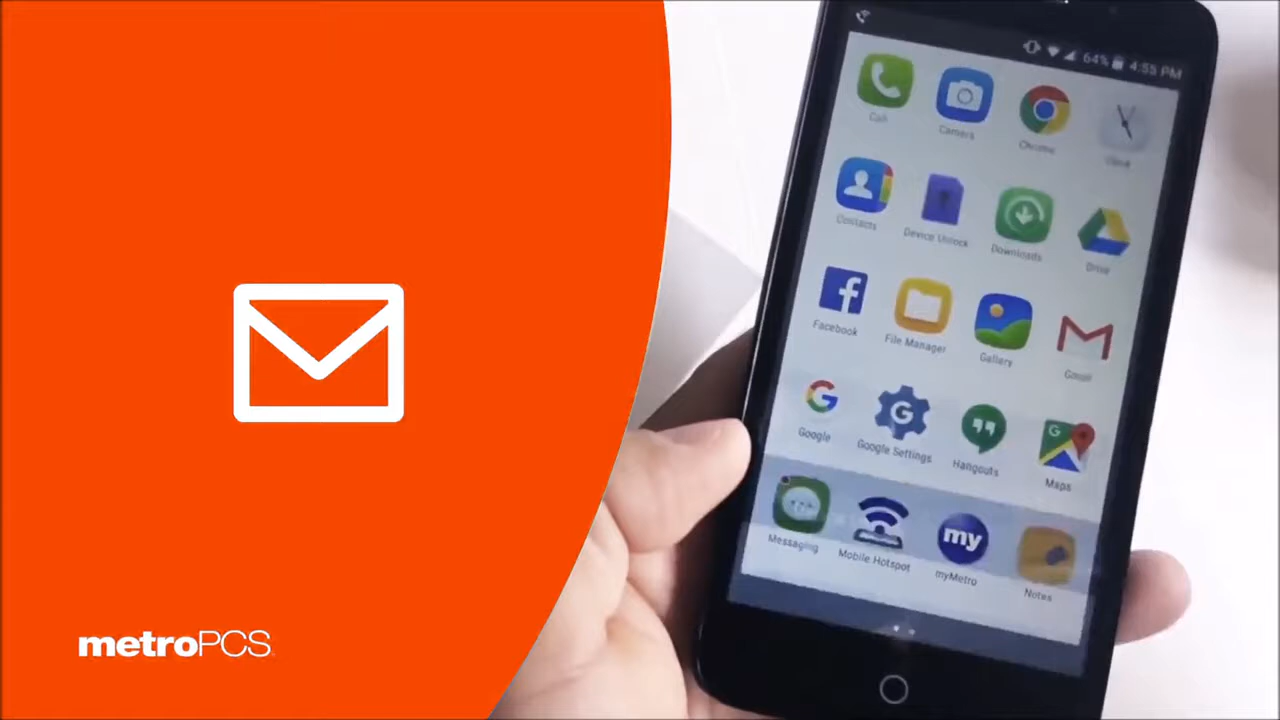 metroPCS
64% 4:55 PM
Call
Camera
Chrome
Clock
Contacts
Device Unlock
Downloads
Drive
Facebook
File Manager
Gallery
Gmail
Google
Google Settings
Hangouts
Maps
Messaging
Mobile Hotspot
my
myMetro
Notes